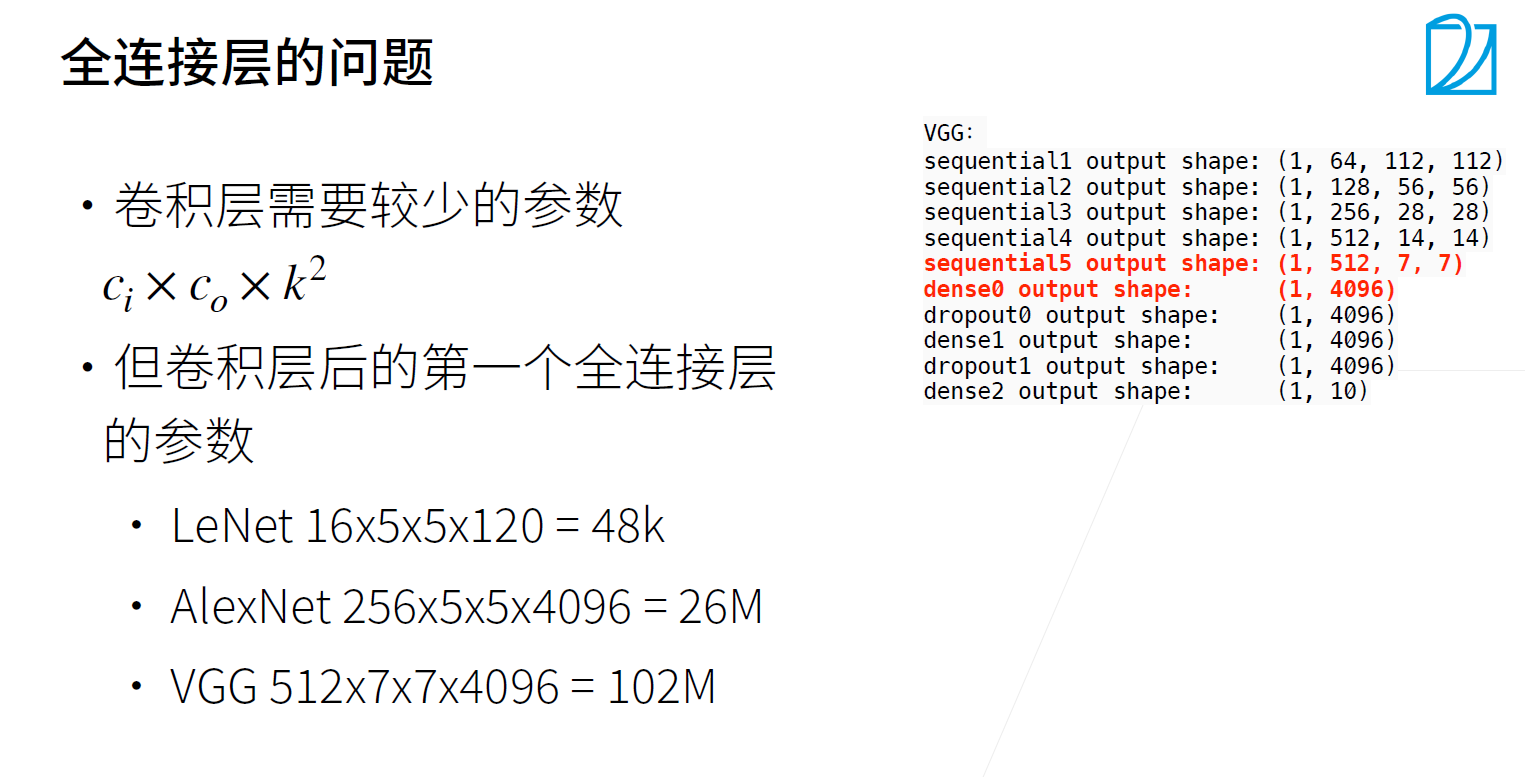 全连接层的问题
• 卷积层需要较少的参数
cᵢ × cₒ × k²
• 但卷积层后的第一个全连接层
的参数
• LeNet 16x5x5x120 = 48k
• AlexNet 256x5x5x4096 = 26M
• VGG 512x7x7x4096 = 102M
VGG:
sequential1 output shape: (1, 64, 112, 112)
sequential2 output shape: (1, 128, 56, 56)
sequential3 output shape: (1, 256, 28, 28)
sequential4 output shape: (1, 512, 14, 14)
sequential5 output shape: (1, 512, 7, 7)
dense0 output shape: (1, 4096)
dropout0 output shape: (1, 4096)
dense1 output shape: (1, 4096)
dropout1 output shape: (1, 4096)
dense2 output shape: (1, 10)